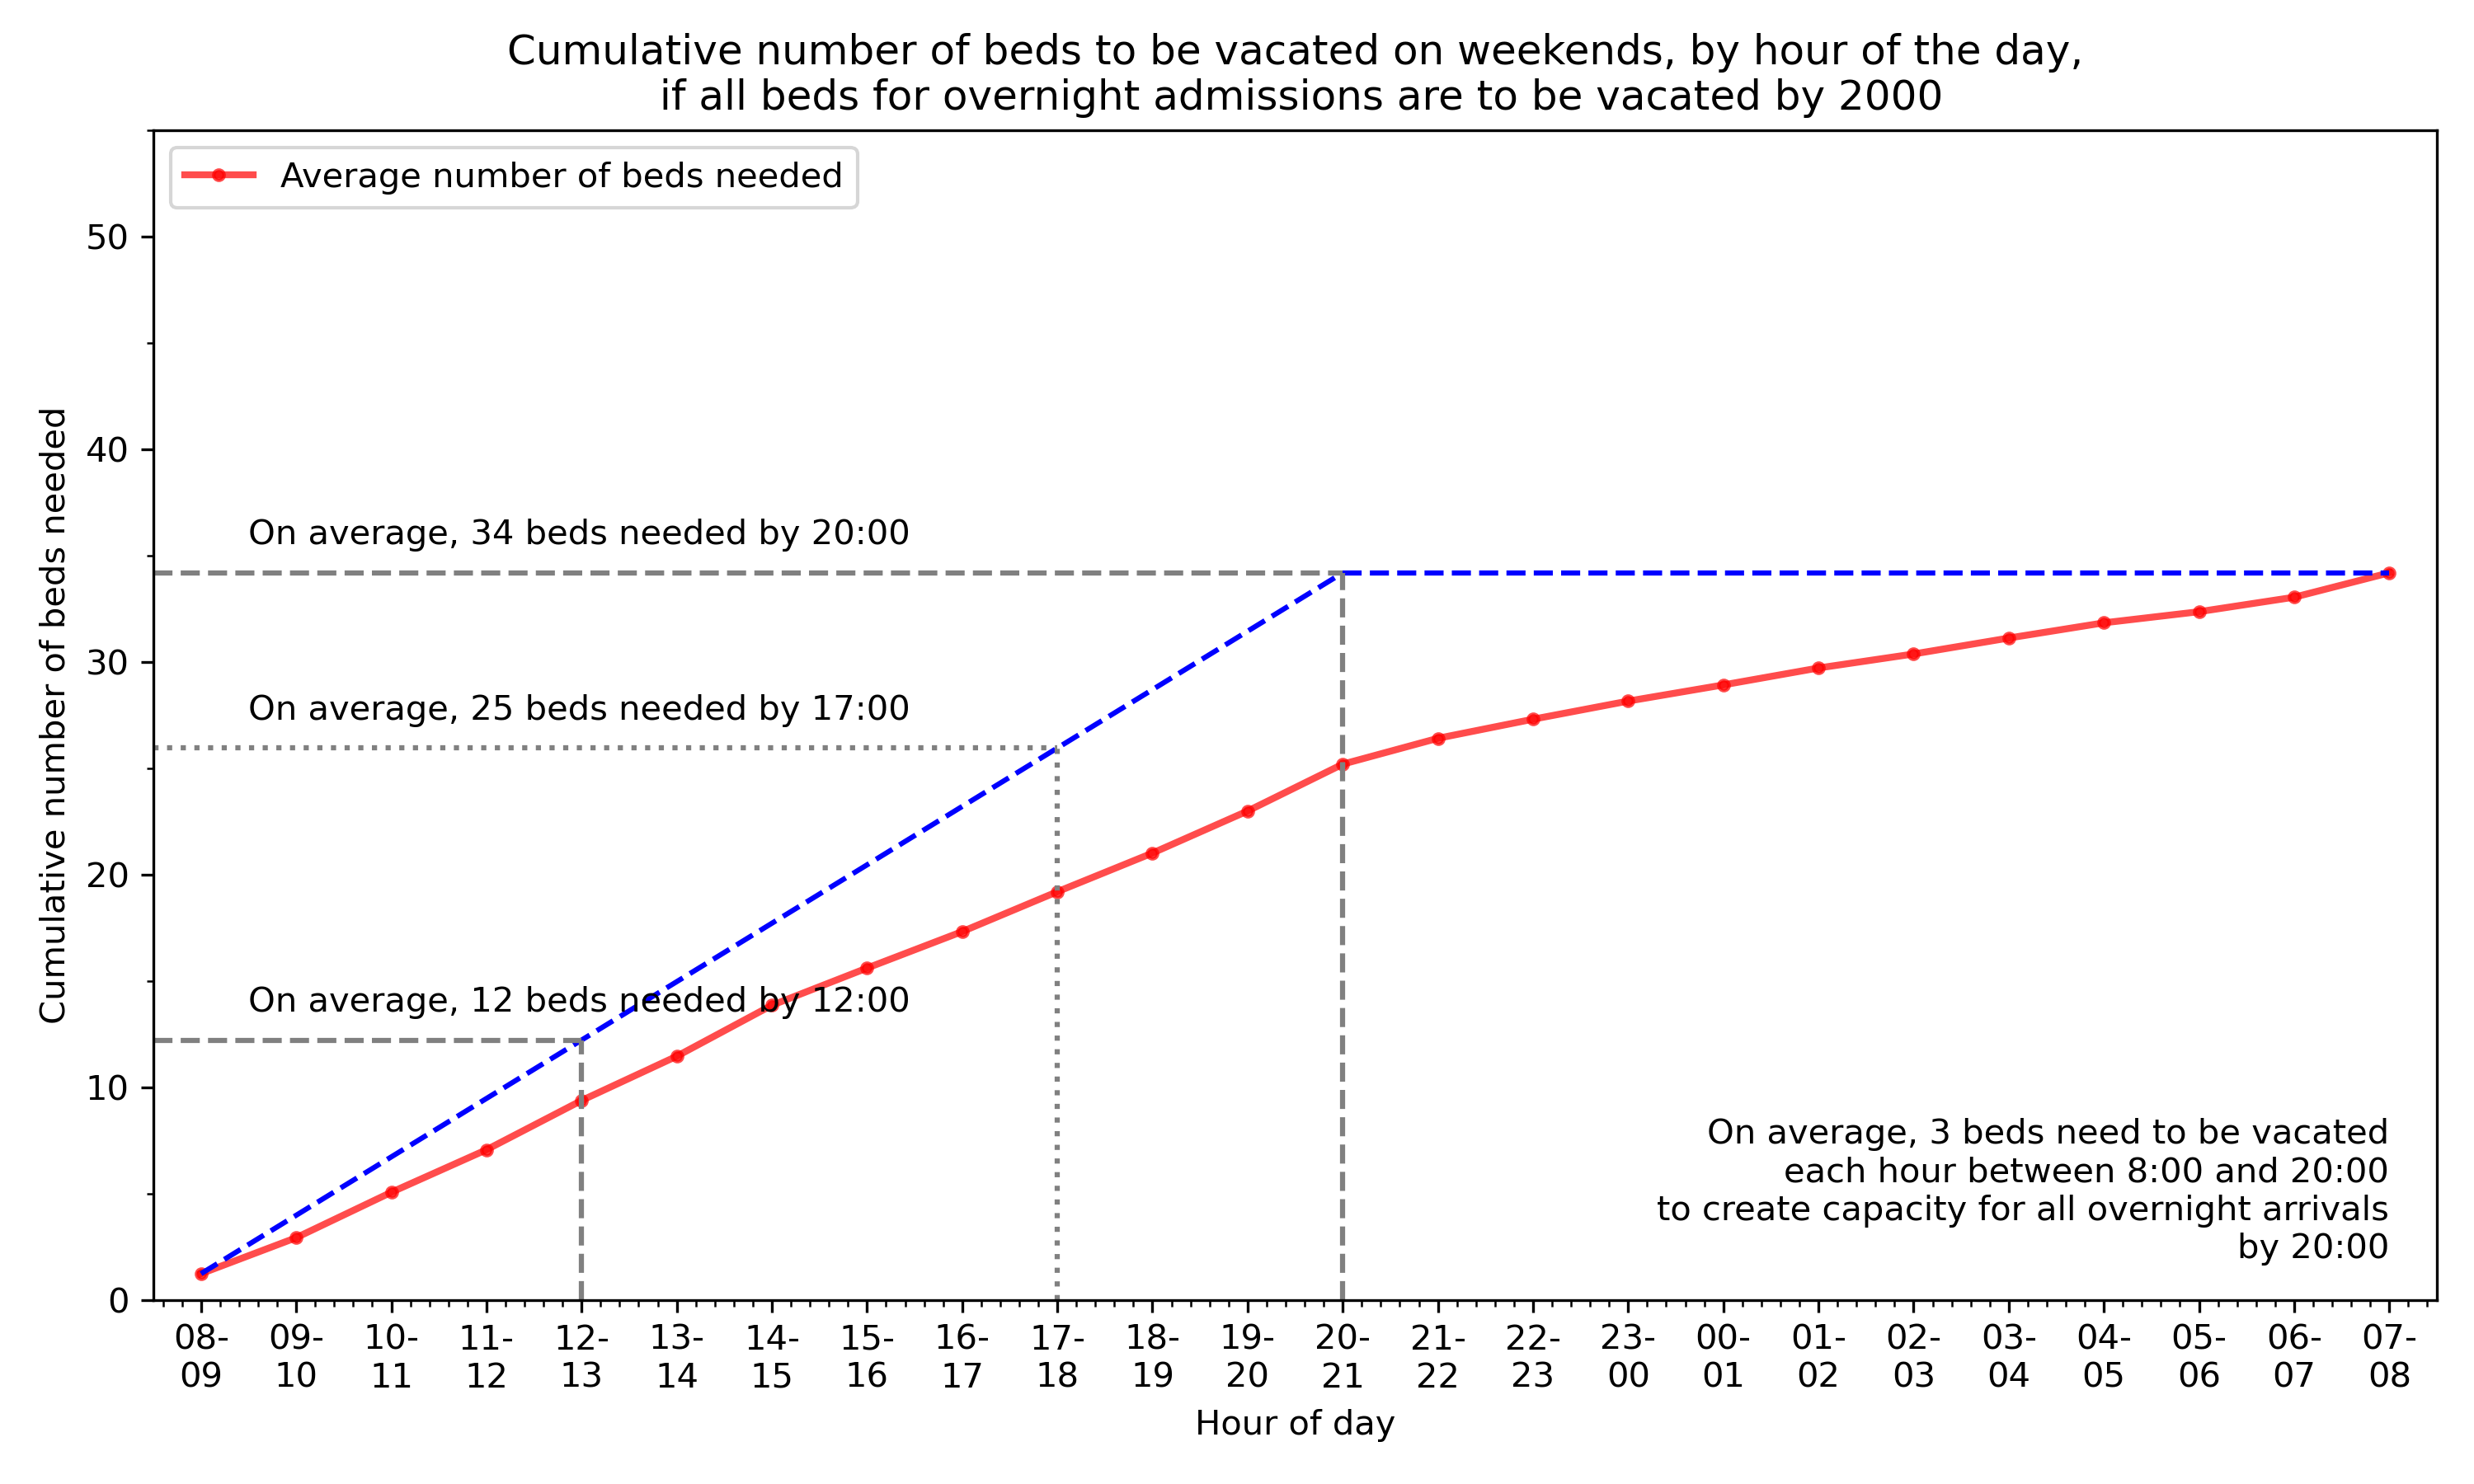 Cumulative number of beds to be vacated on weekends, by hour of the day,
if all beds for overnight admissions are to be vacated by 2000
Average number of beds needed
Cumulative number of beds needed
50
40
30
20
10
0
On average, 34 beds needed by 20:00
On average, 25 beds needed by 17:00
On average, 12 beds needed by 12:00
On average, 3 beds need to be vacated
each hour between 8:00 and 20:00
to create capacity for all overnight arrivals
by 20:00
08- 09- 10- 11- 12- 13- 14- 15- 16- 17- 18- 19- 20- 21- 22- 23- 00- 01- 02- 03- 04- 05- 06- 07-
09 10 11 12 13 14 15 16 17 18 19 20 21 22 23 00 01 02 03 04 05 06 07 08
Hour of day